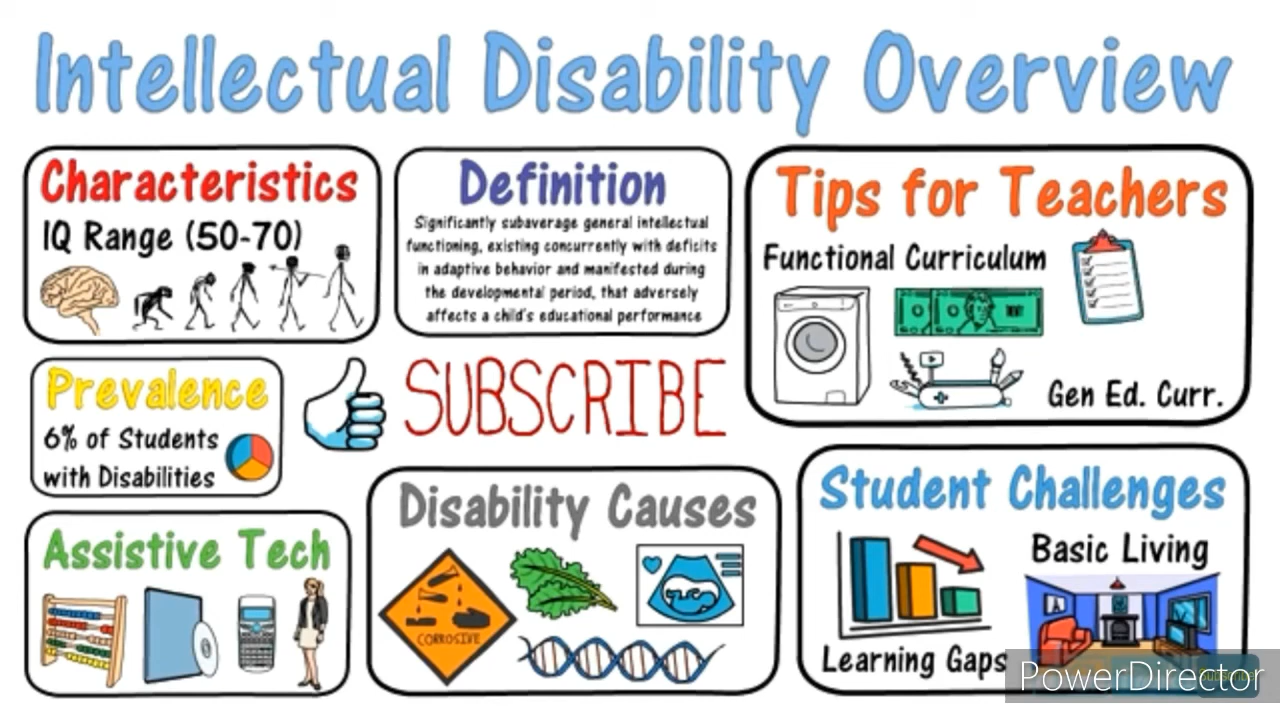 Intellectual Disability Overview
Characteristics
IQ Range (50-70)
Definition
Significantly subaverage general intellectual
functioning, existing concurrently with deficits
in adaptive behavior and manifested during
the developmental period, that adversely
affects a child's educational performance
Tips for Teachers
Functional Curriculum
Gen Ed. Curr.
Prevalence
6% of Students
with Disabilities
SUBSCRIBE
Assistive Tech
Disability Causes
CORROSIVE
Student Challenges
Basic Living
A
Learning Gaps
Subscribe
PowerDirector